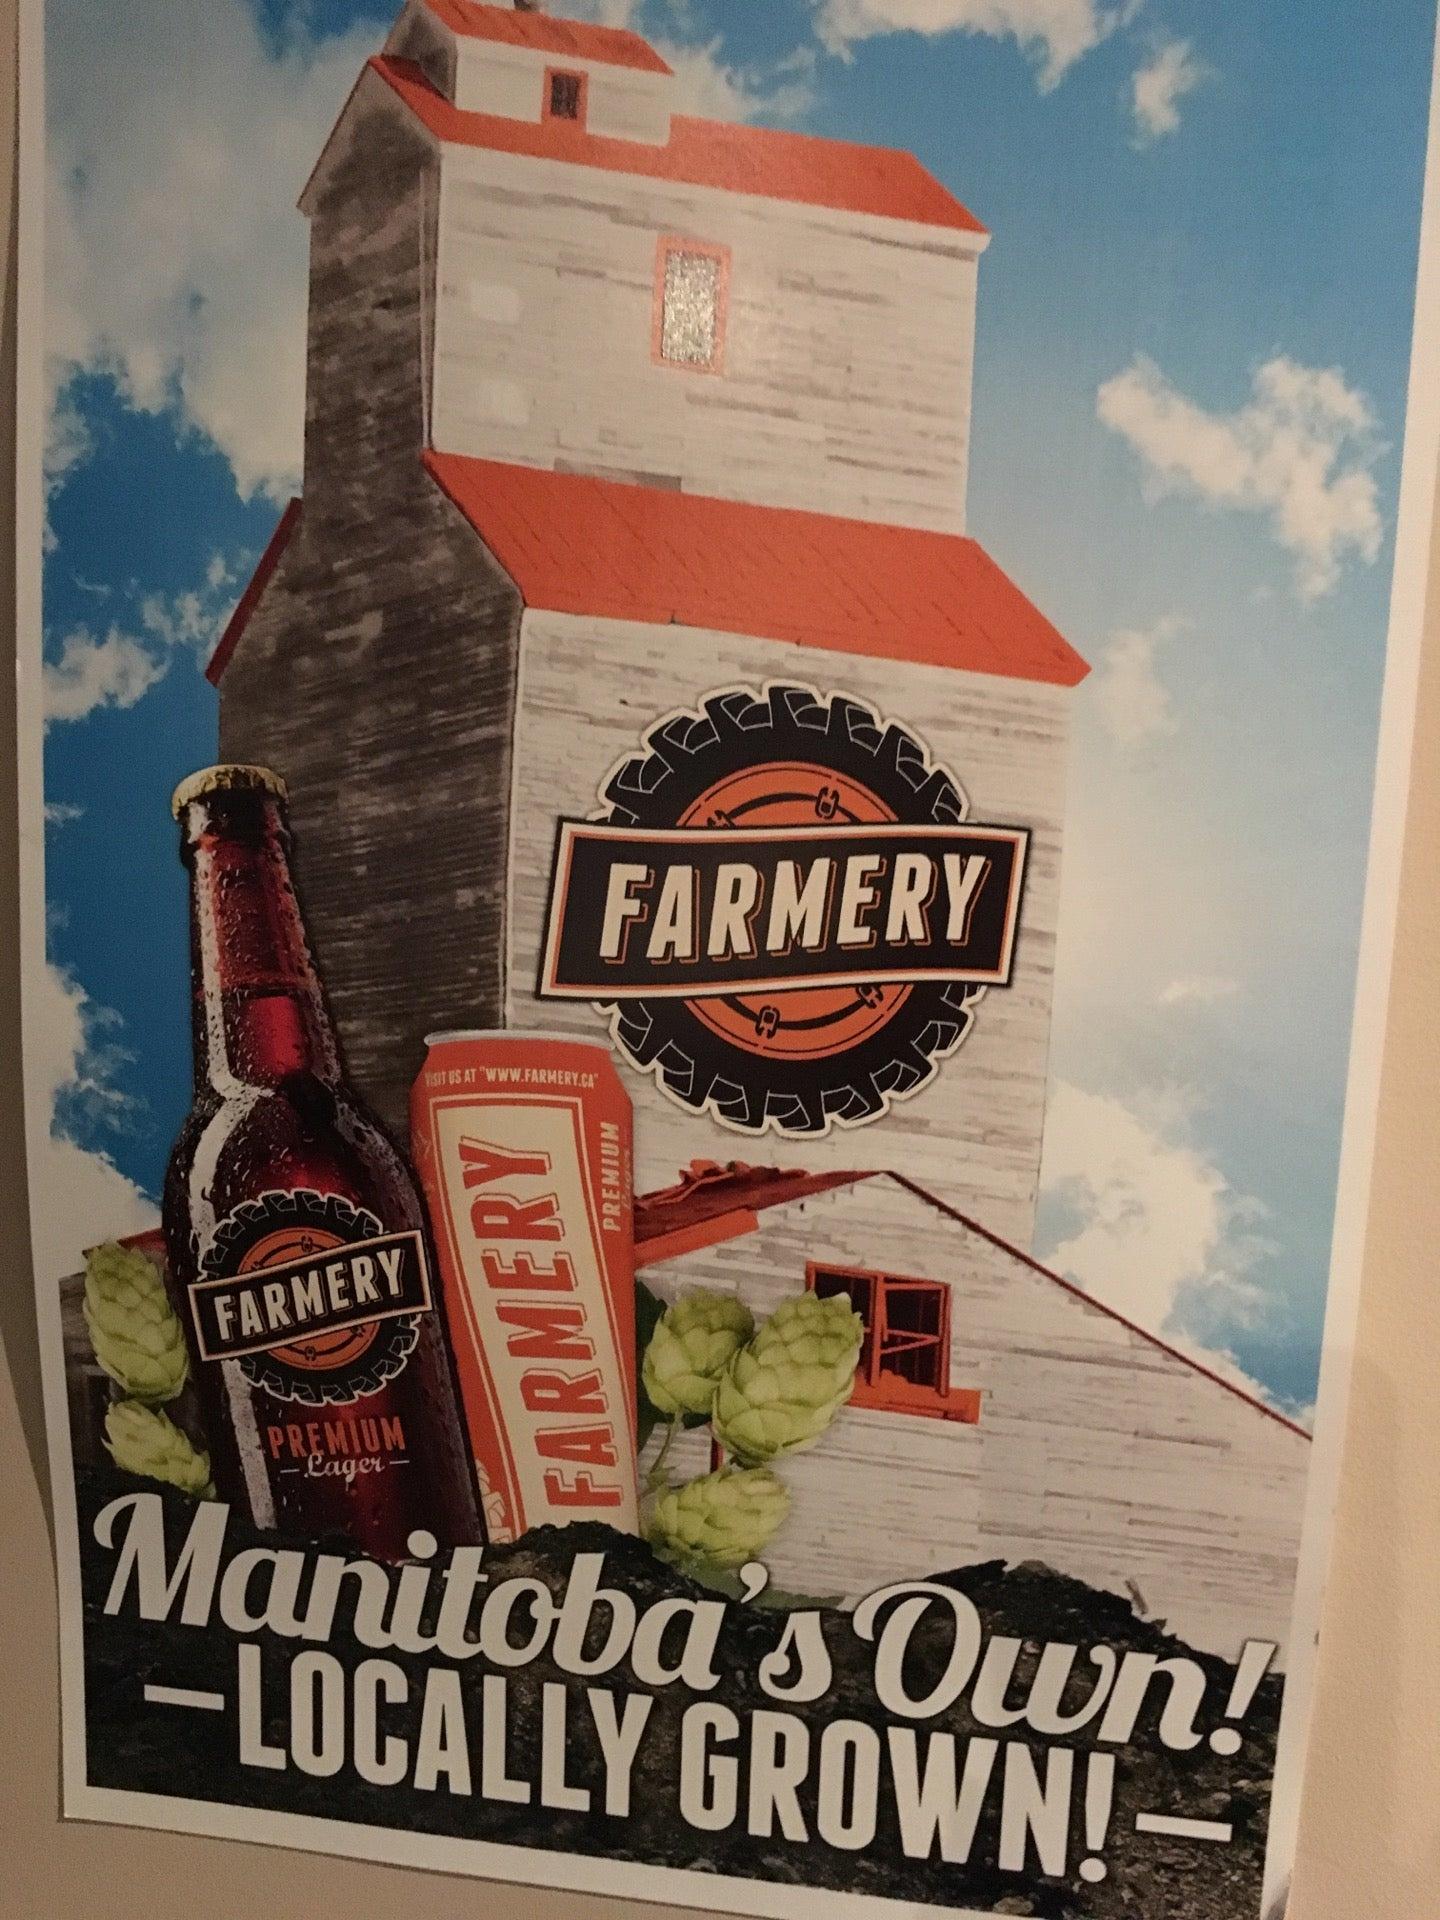 FARMERY
VISIT US AT "WWW.FARMERY.CA"
FARMERY
PREMIUM
FARMERY
PREMIUM
– Lager –
Manitoba's Own!
– LOCALLY GROWN! –